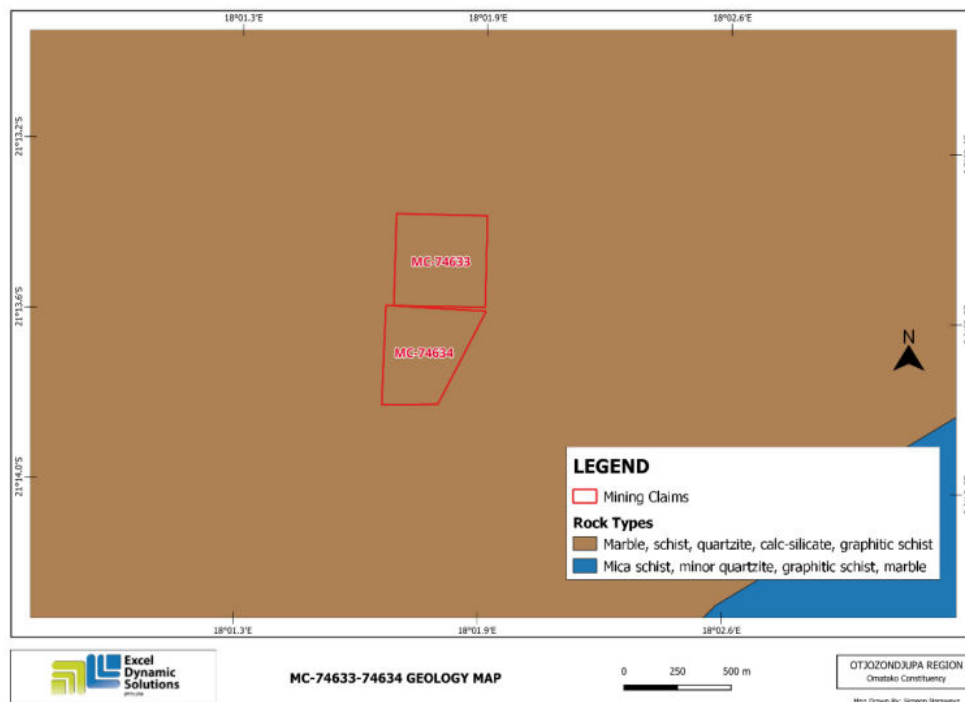 18°01.3'E
18°01.9'E
18°02.6'E
21°13.2'S
21°13.6'S
21°14.0'S
MC-74633
MC-74634
N
LEGEND
Mining Claims
Rock Types
Marble, schist, quartzite, calc-silicate, graphitic schist
Mica schist, minor quartzite, graphitic schist, marble
18°01.3'E
18°01.9'E
18°02.6'E
Excel
Dynamic
Solutions
MC-74633-74634 GEOLOGY MAP
0 250 500 m
OTJOZONDJUPA REGION
Omatako Constituency